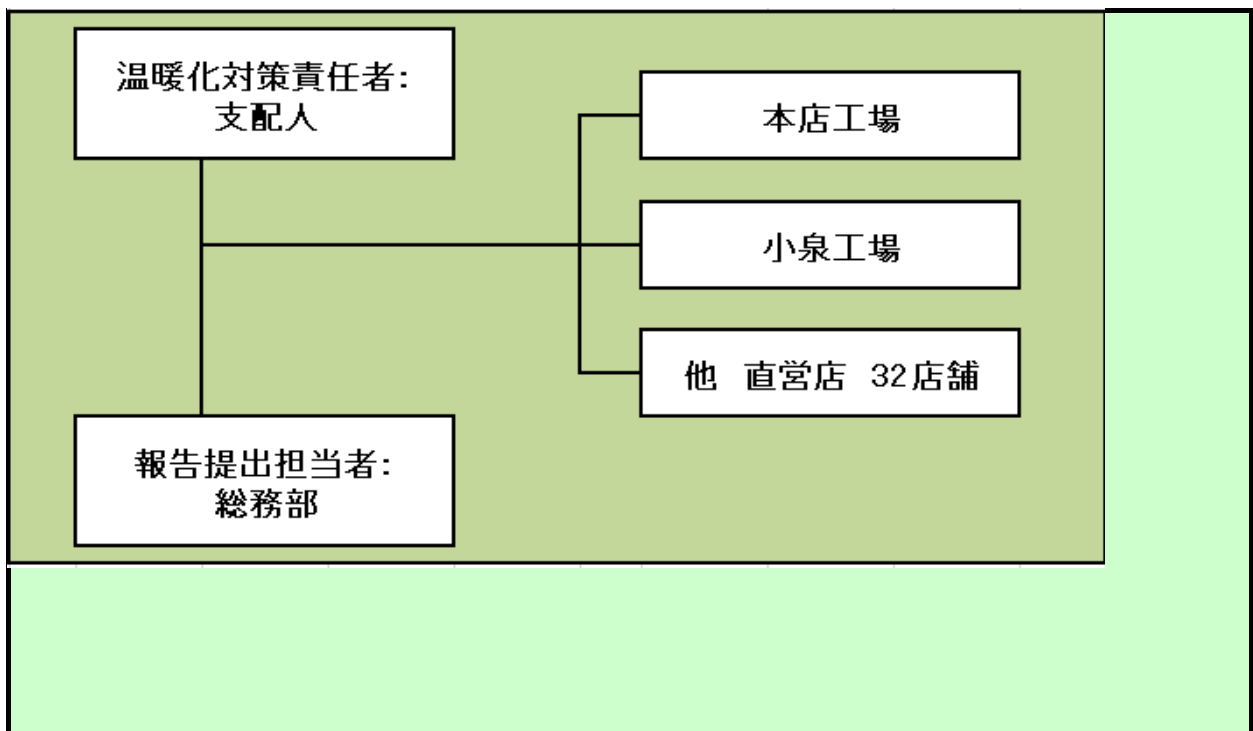 温暖化対策責任者:
支配人
本店工場
小泉工場
他 直営店 32店舗
報告提出担当者:
総務部